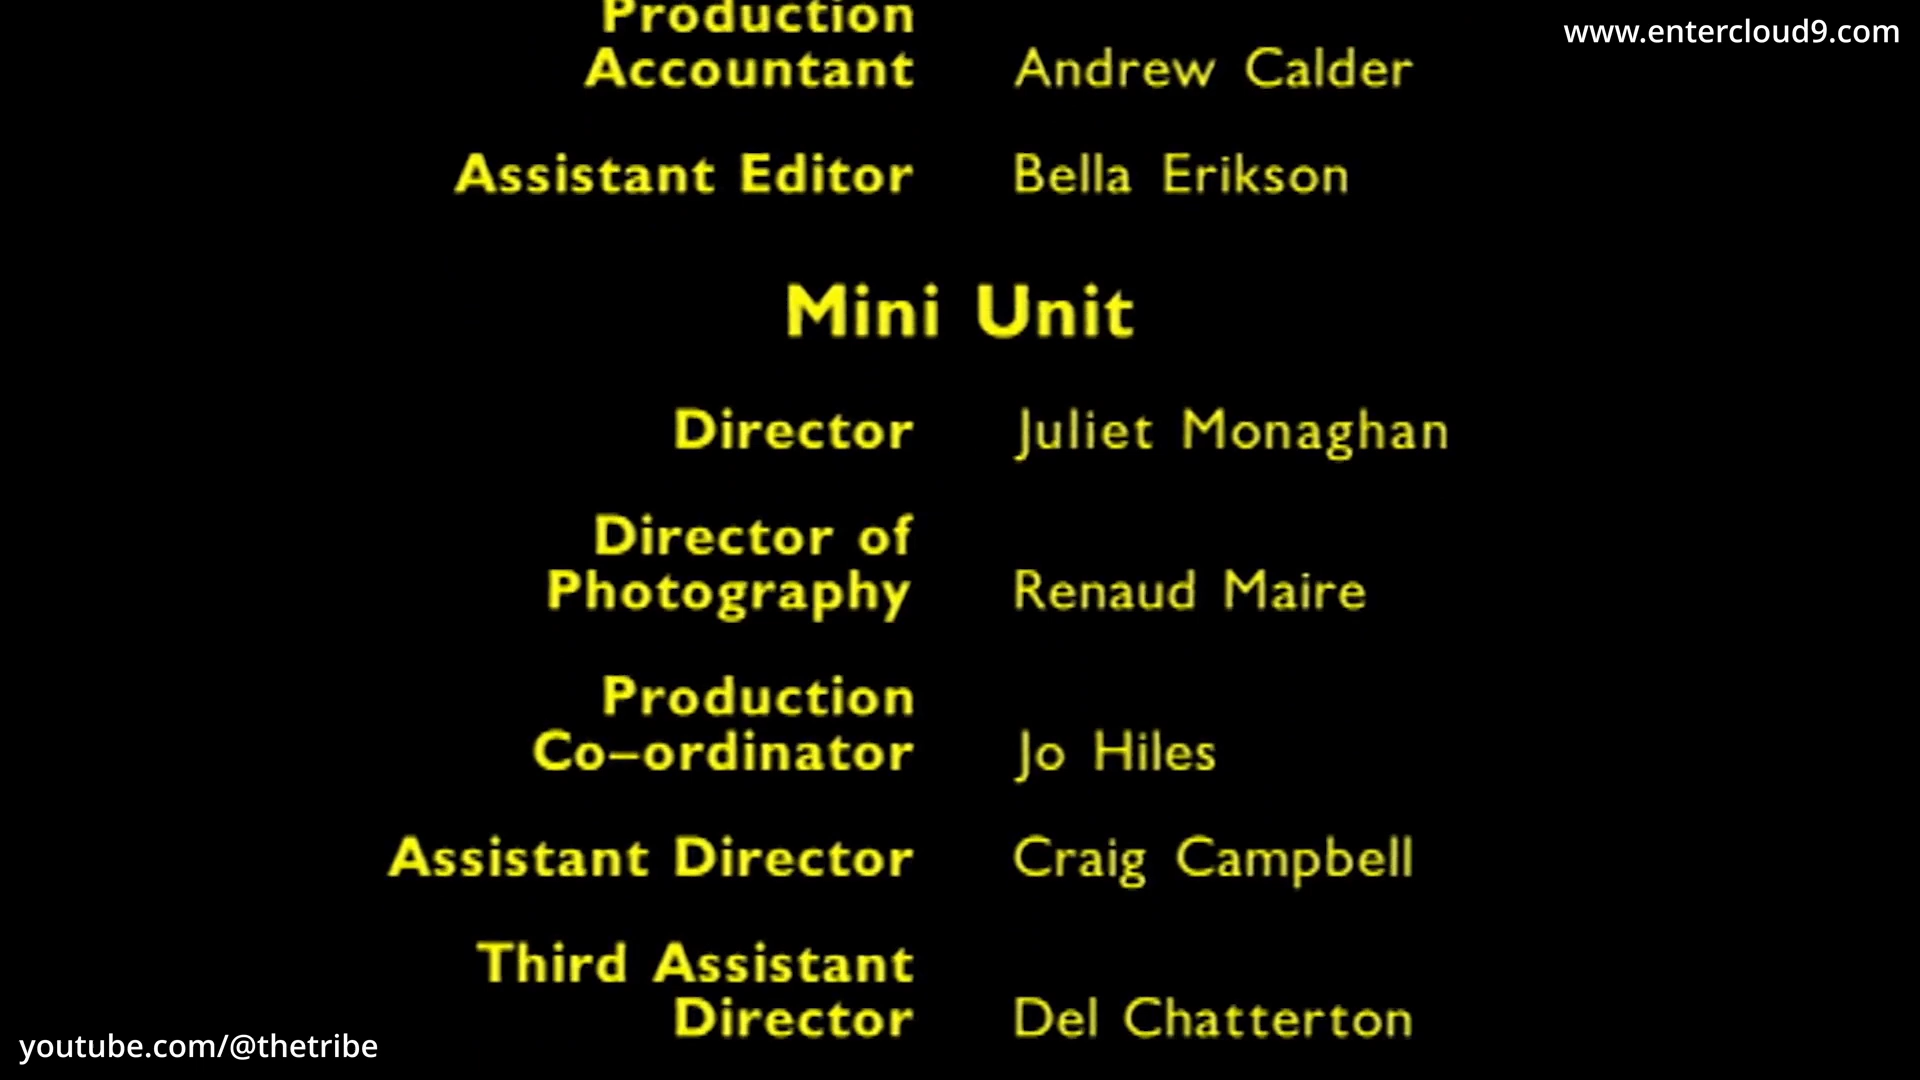 Production
www.entercloud9.com
Accountant Andrew Calder
Assistant Editor Bella Erikson
Mini Unit
Director Juliet Monaghan
Director of
Photography Renaud Maire
Production
Co–ordinator Jo Hiles
Assistant Director Craig Campbell
Third Assistant
Director Del Chatterton
youtube.com/@thetribe